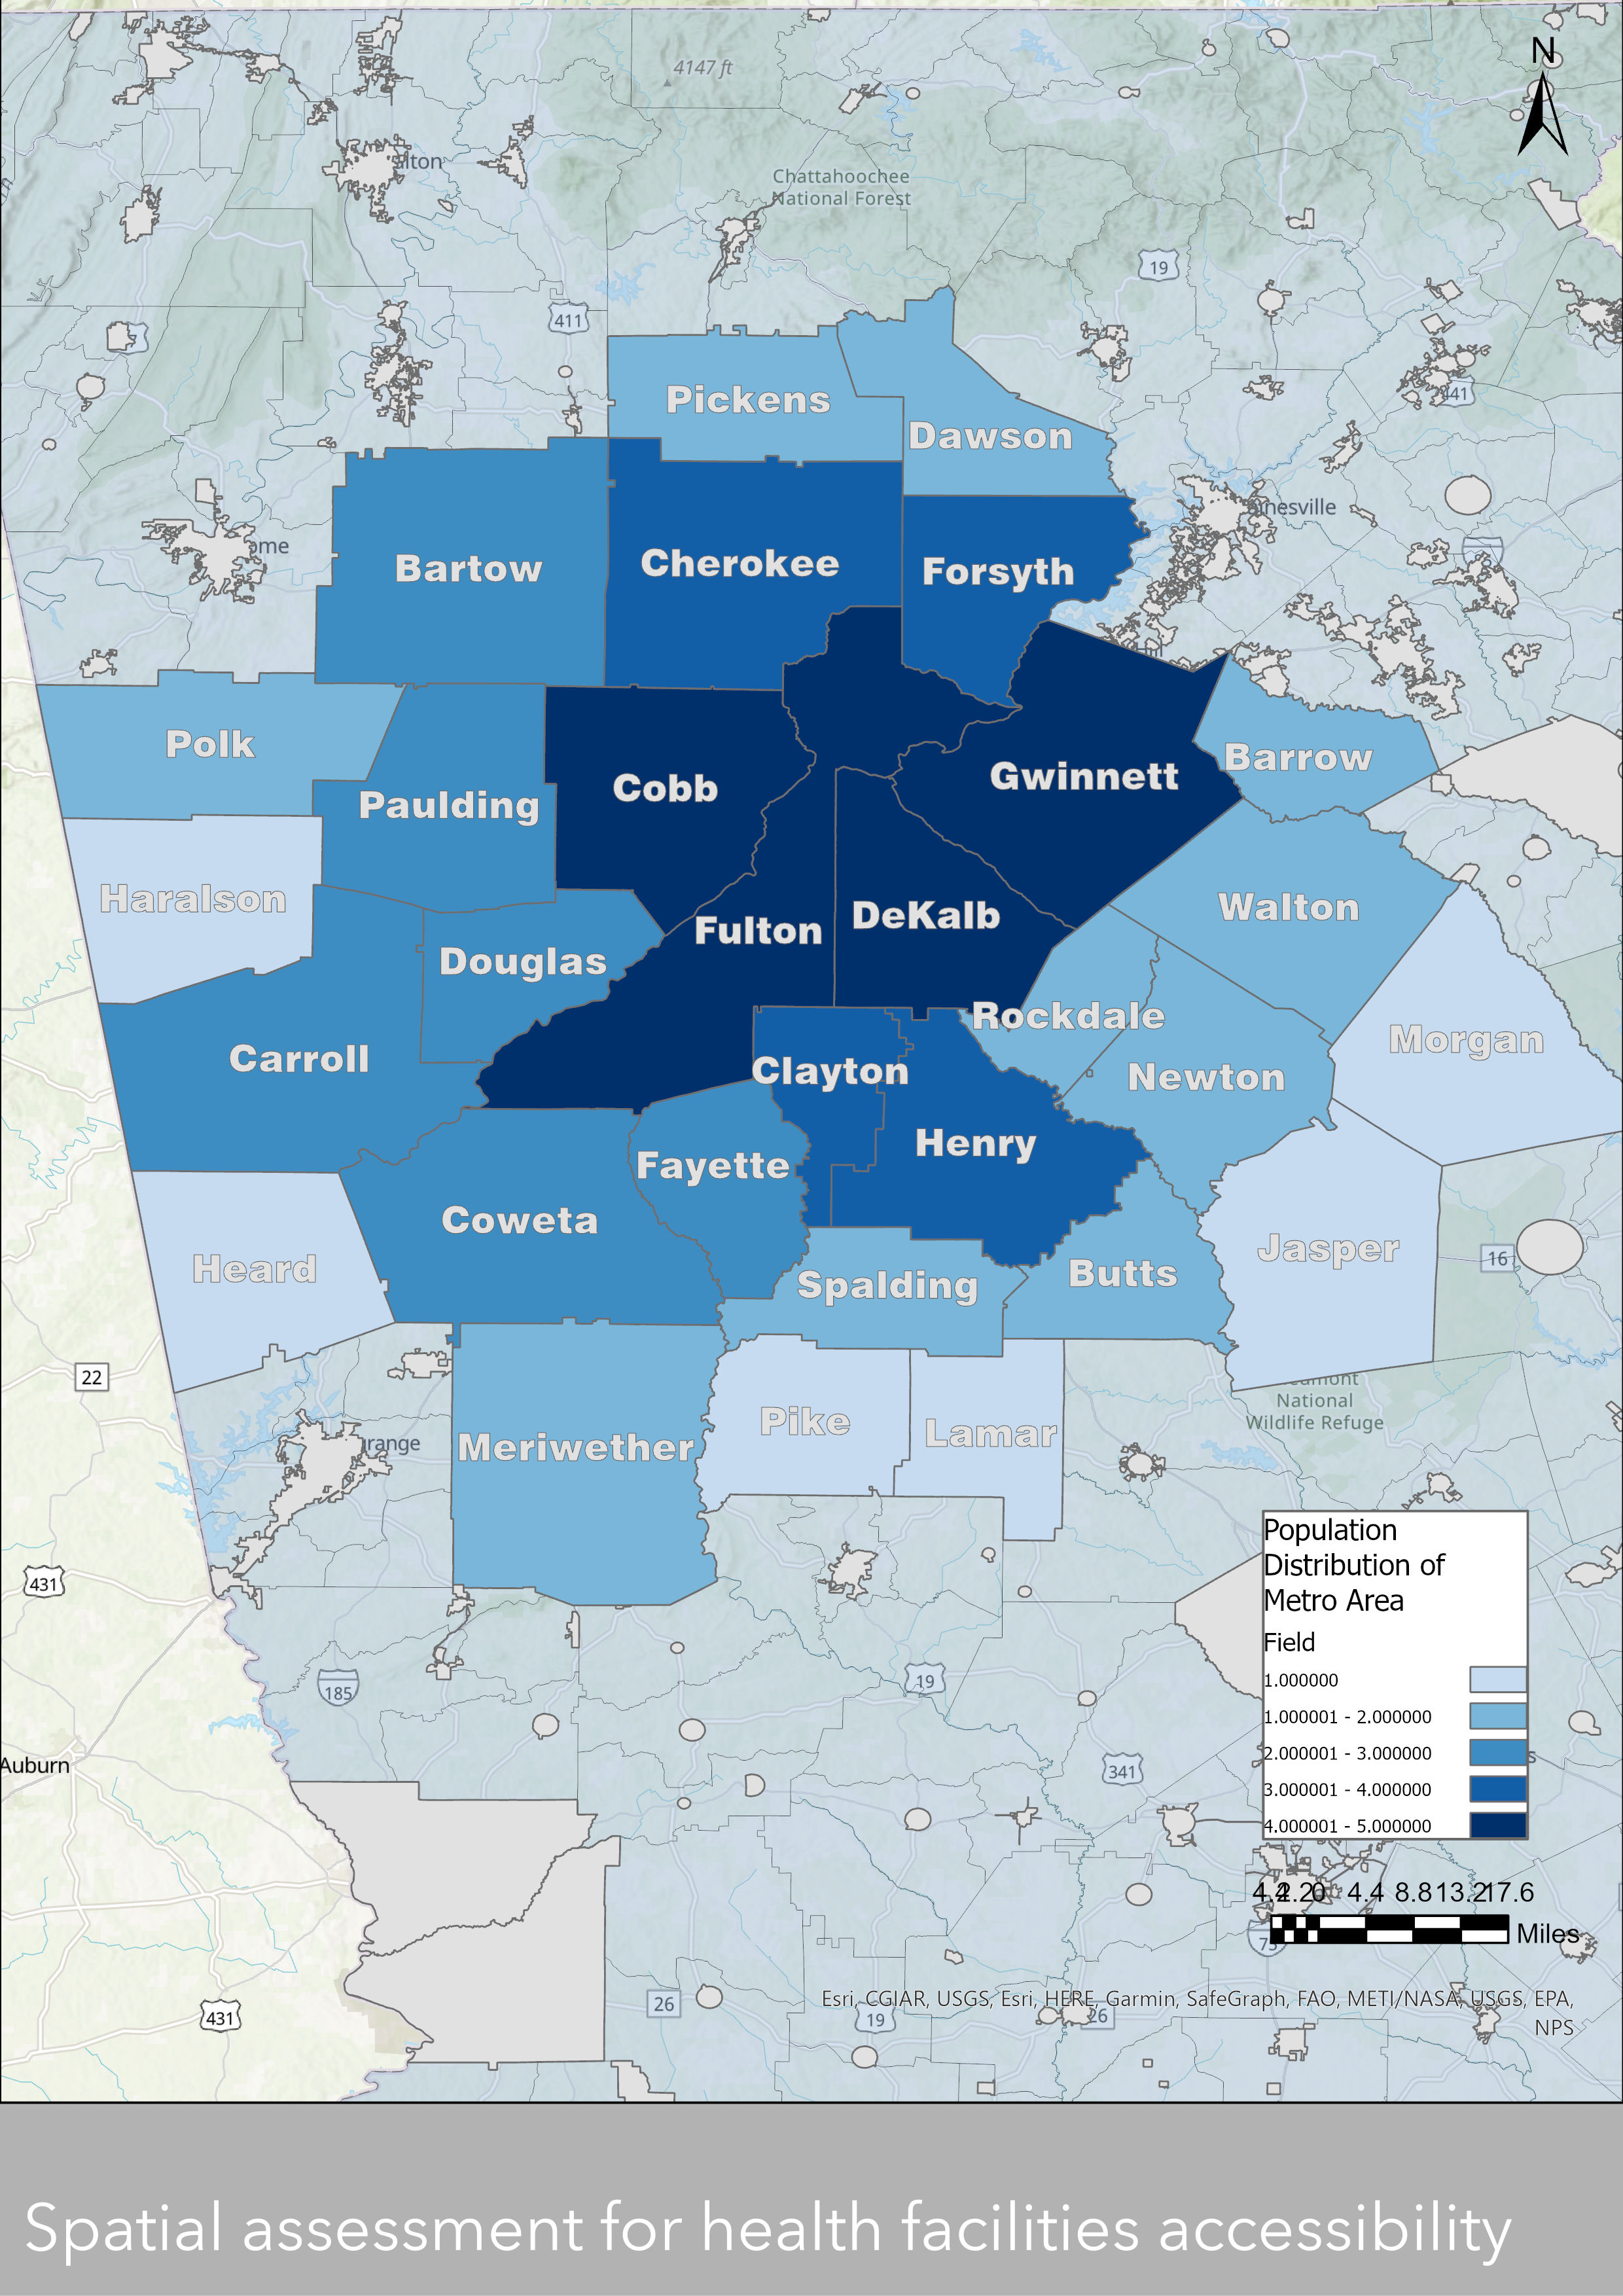 N
4147 ft
Chattahoochee
National Forest
19
411
441
Pickens
Dawson
Bartow
Cherokee
Forsyth
Polk
Cobb
Gwinnett
Barrow
Paulding
Haralson
Fulton
DeKalb
Walton
Douglas
Rockdale
Morgan
Carroll
Clayton
Newton
Henry
Fayette
Coweta
Jasper
16
Heard
Spalding
Butts
22
National
Wildlife Refuge
Pike
Lamar
Meriwether
431
185
19
341
Auburn
Population
Distribution of
Metro Area
Field
1.000000
1.000001 - 2.000000
2.000001 - 3.000000
3.000001 - 4.000000
4.000001 - 5.000000
4.4 2.2 0 4.4 8.8 13.2 17.6
Miles
75
26
19
26
431
Esri, CGIAR, USGS, Esri, HERE, Garmin, SafeGraph, FAO, METI/NASA, USGS, EPA,
NPS
Spatial assessment for health facilities accessibility